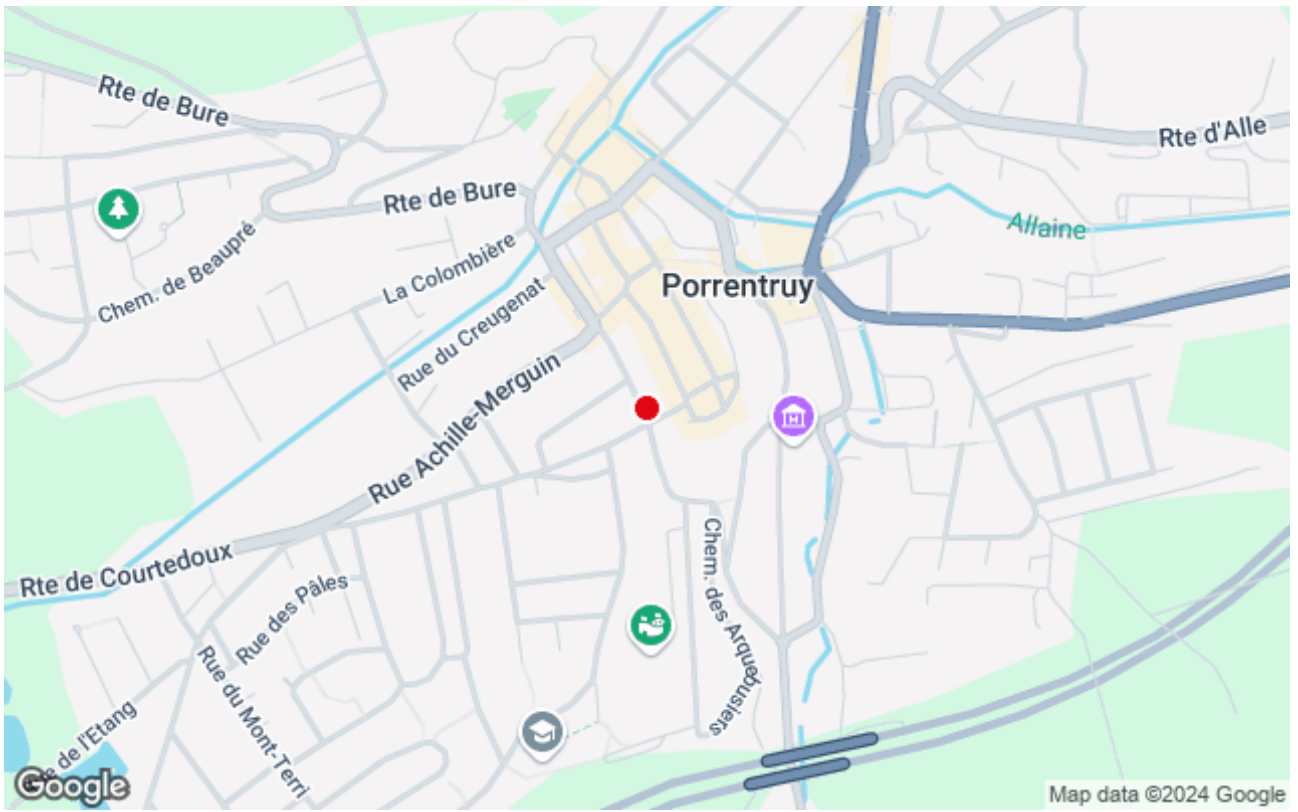 Rte de Bure
Rte d'Alle
Rte de Bure
Allaine
Chem. de Beaupré
La Colombière
Porrentruy
Rue du Creugenat
Rue Achille-Merguin
H
Rte de Courtedoux
Chem. des Arquebusiers
Rue des Pâles
Rue du Mont-Terri
de l'Etang
Google
Map data ©2024 Google